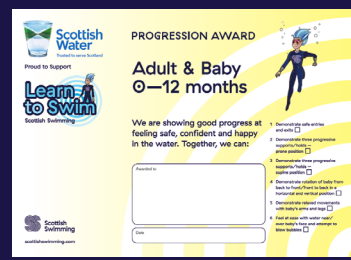 Scottish
Water
Trusted to serve Scotland
Proud to Support
Learn
to Swim
Scottish Swimming
Scottish
Swimming
scottishswimming.com
PROGRESSION AWARD
Adult & Baby
0—12 months
We are showing good progress at
feeling safe, confident and happy
in the water. Together, we can:
Awarded to
Date
1 Demonstrate safe entries
and exits
2 Demonstrate three progressive
supports/holds —
prone position
3 Demonstrate three progressive
supports/holds —
supine position
4 Demonstrate rotation of baby from
back to front/front to back in a
horizontal and vertical position
5 Demonstrate relaxed movements
with baby's arms and legs
6 Feel at ease with water near/
over baby's face and attempt to
blow bubbles